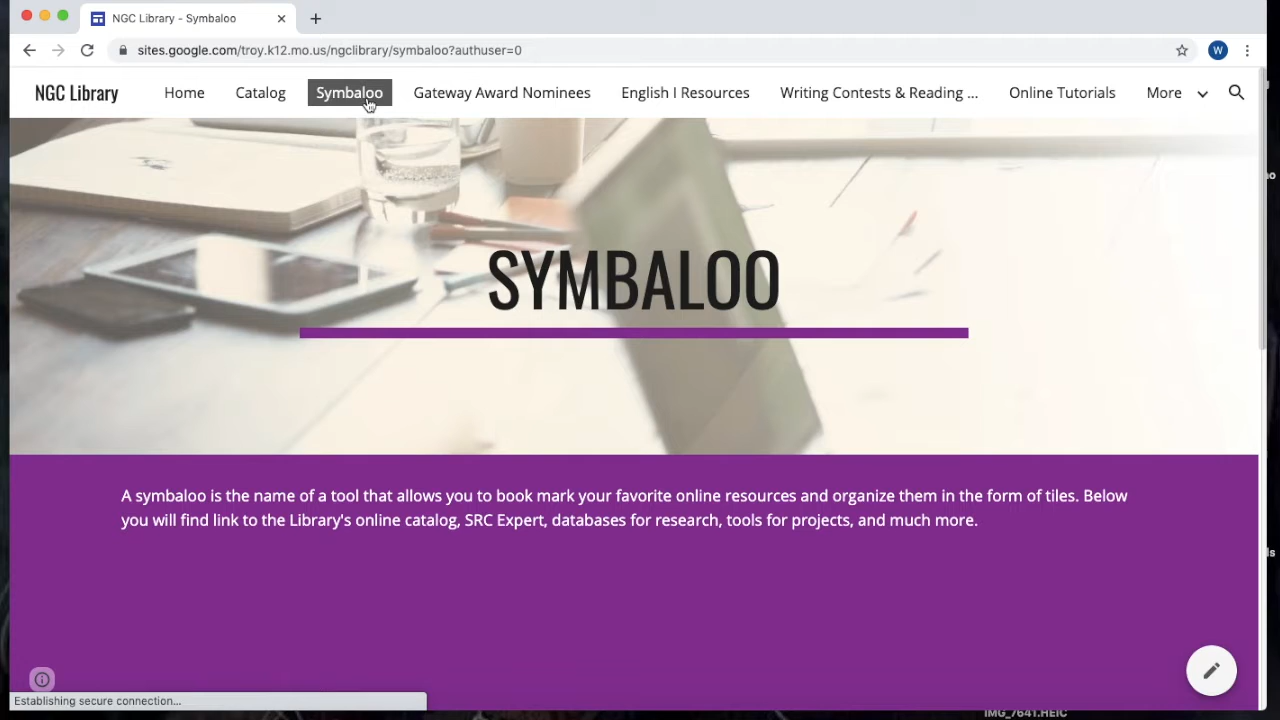 NGC Library - Symbaloo
sites.google.com/troy.k12.mo.us/ngclibrary/symbaloo?authuser=0
W
NGC Library Home Catalog Symbaloo Gateway Award Nominees English I Resources Writing Contests & Reading ... Online Tutorials More
SYMBALOO
A symbaloo is the name of a tool that allows you to book mark your favorite online resources and organize them in the form of tiles. Below
you will find link to the Library's online catalog, SRC Expert, databases for research, tools for projects, and much more.
Establishing secure connection...
IMG_7641.HEIC